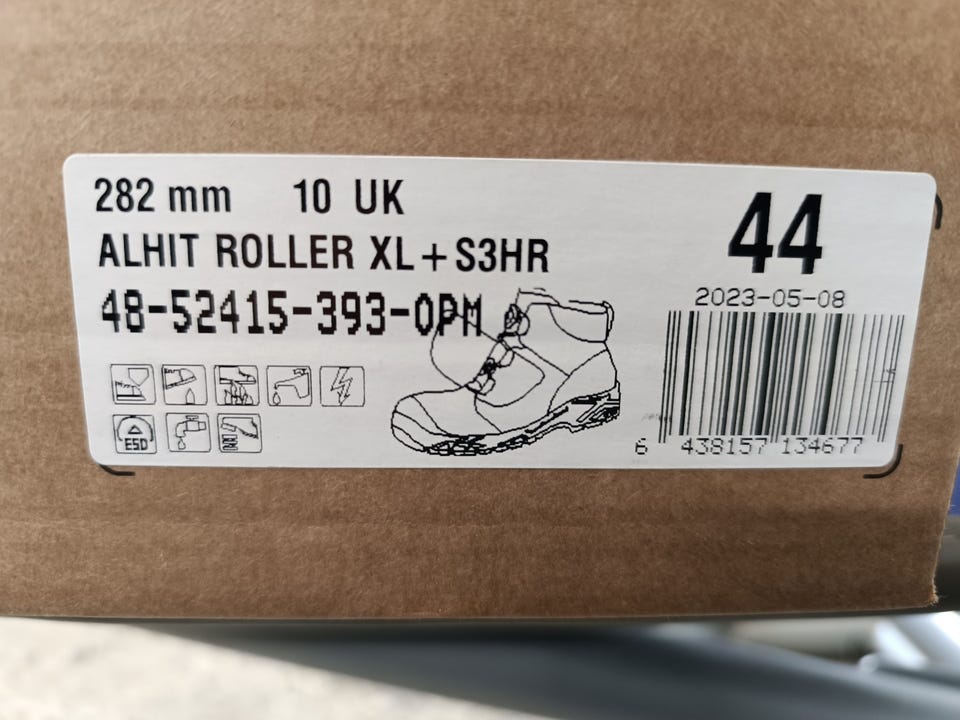 282 mm 10 UK
ALHIT ROLLER XL+S3HR
48-52415-393-0PM
44
2023-05-08
ESD
6 438157 134677